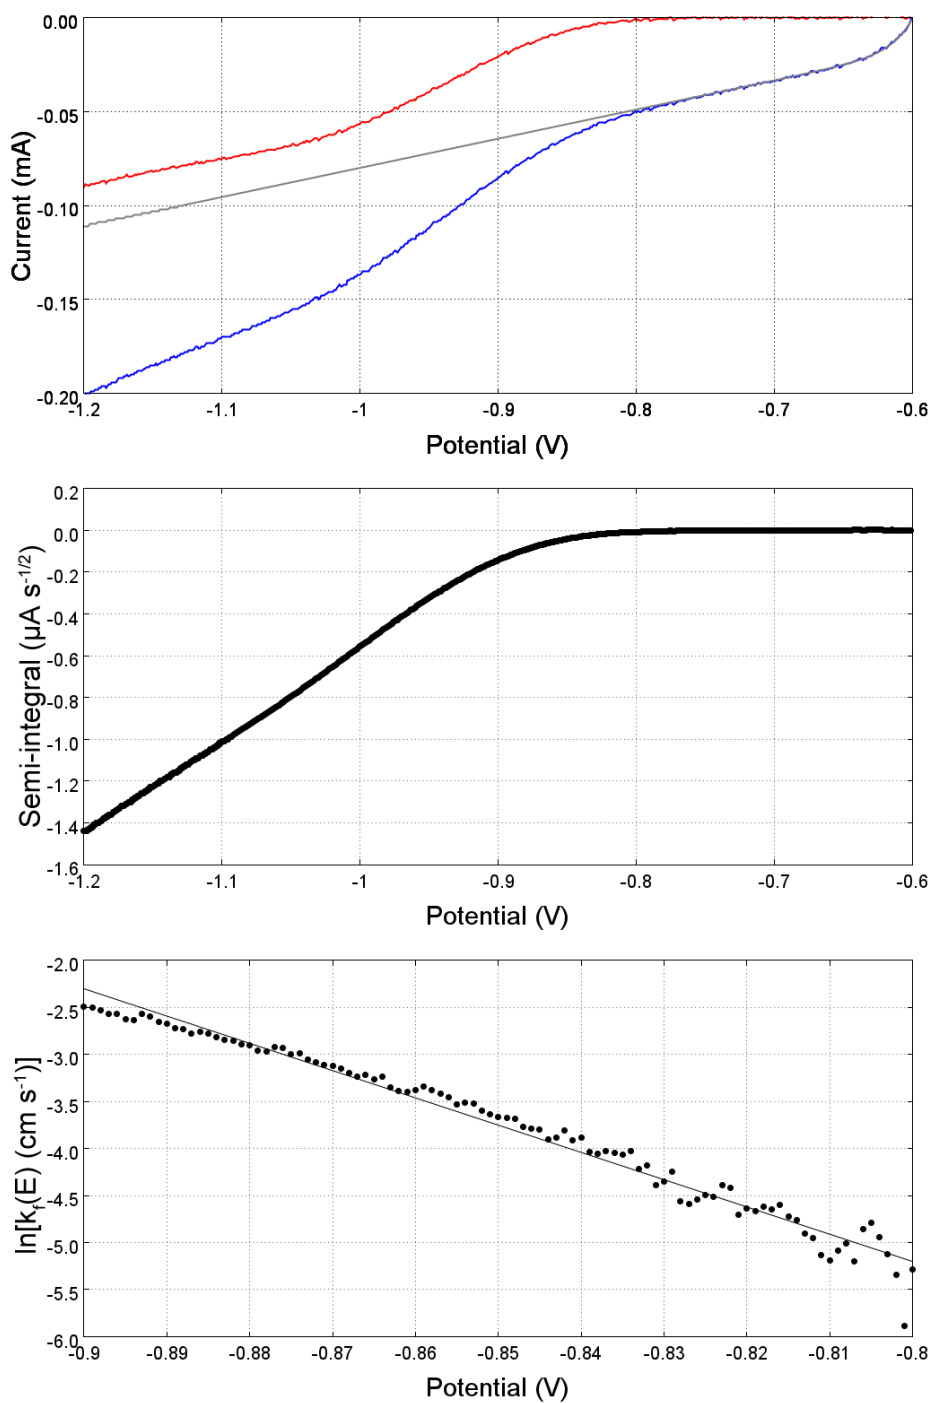 0.00
-0.05
-0.10
-0.15
-0.20
Current (mA)
-1.2 -1.1 -1 -0.9 -0.8 -0.7 -0.6
Potential (V)
0.2
0.0
-0.2
-0.4
-0.6
-0.8
-1.0
-1.2
-1.4
-1.6
Semi-integral (µA s-1/2)
-1.2 -1.1 -1 -0.9 -0.8 -0.7 -0.6
Potential (V)
-2.0
-2.5
-3.0
-3.5
-4.0
-4.5
-5.0
-5.5
-6.0
ln[kf(E) (cm s-1)]
-0.9 -0.89 -0.88 -0.87 -0.86 -0.85 -0.84 -0.83 -0.82 -0.81 -0.8
Potential (V)